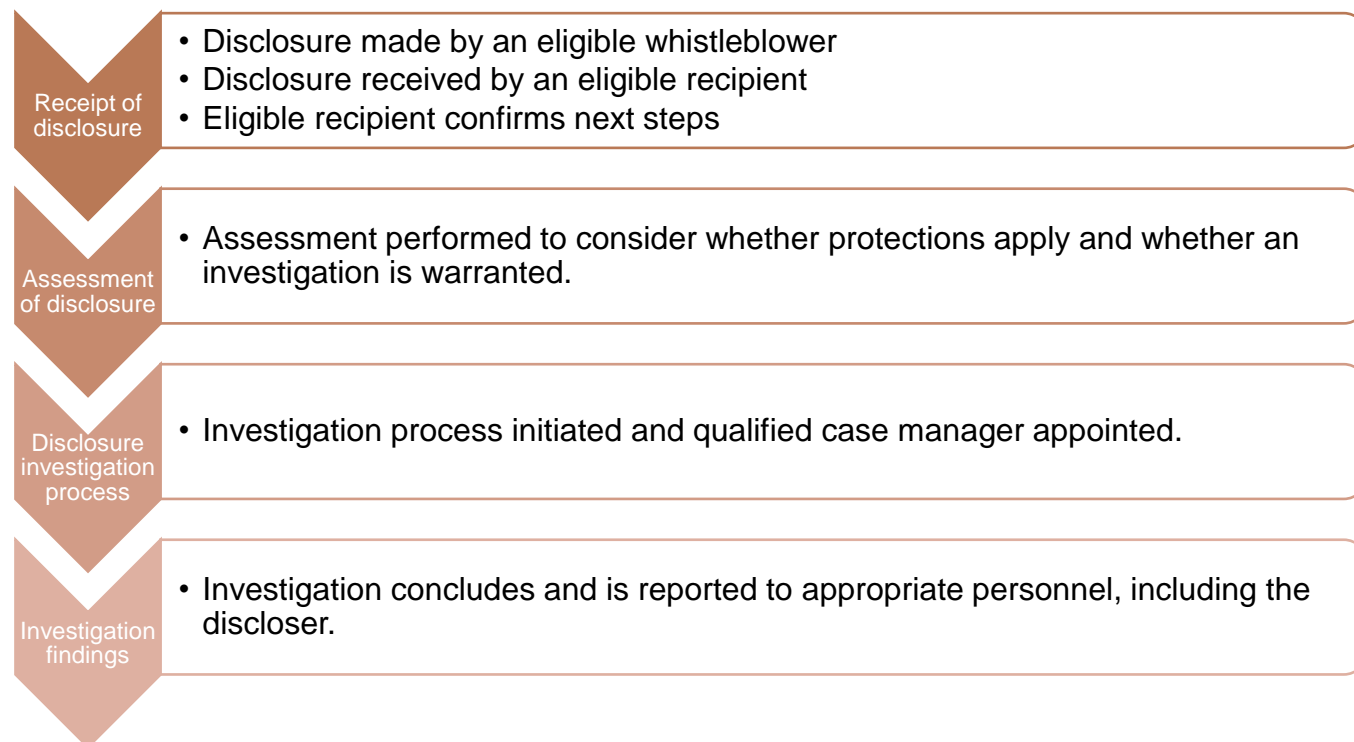 Receipt of
disclosure
• Disclosure made by an eligible whistleblower
• Disclosure received by an eligible recipient
• Eligible recipient confirms next steps
Assessment
of disclosure
• Assessment performed to consider whether protections apply and whether an
investigation is warranted.
Disclosure
investigation
process
• Investigation process initiated and qualified case manager appointed.
Investigation
findings
• Investigation concludes and is reported to appropriate personnel, including the
discloser.